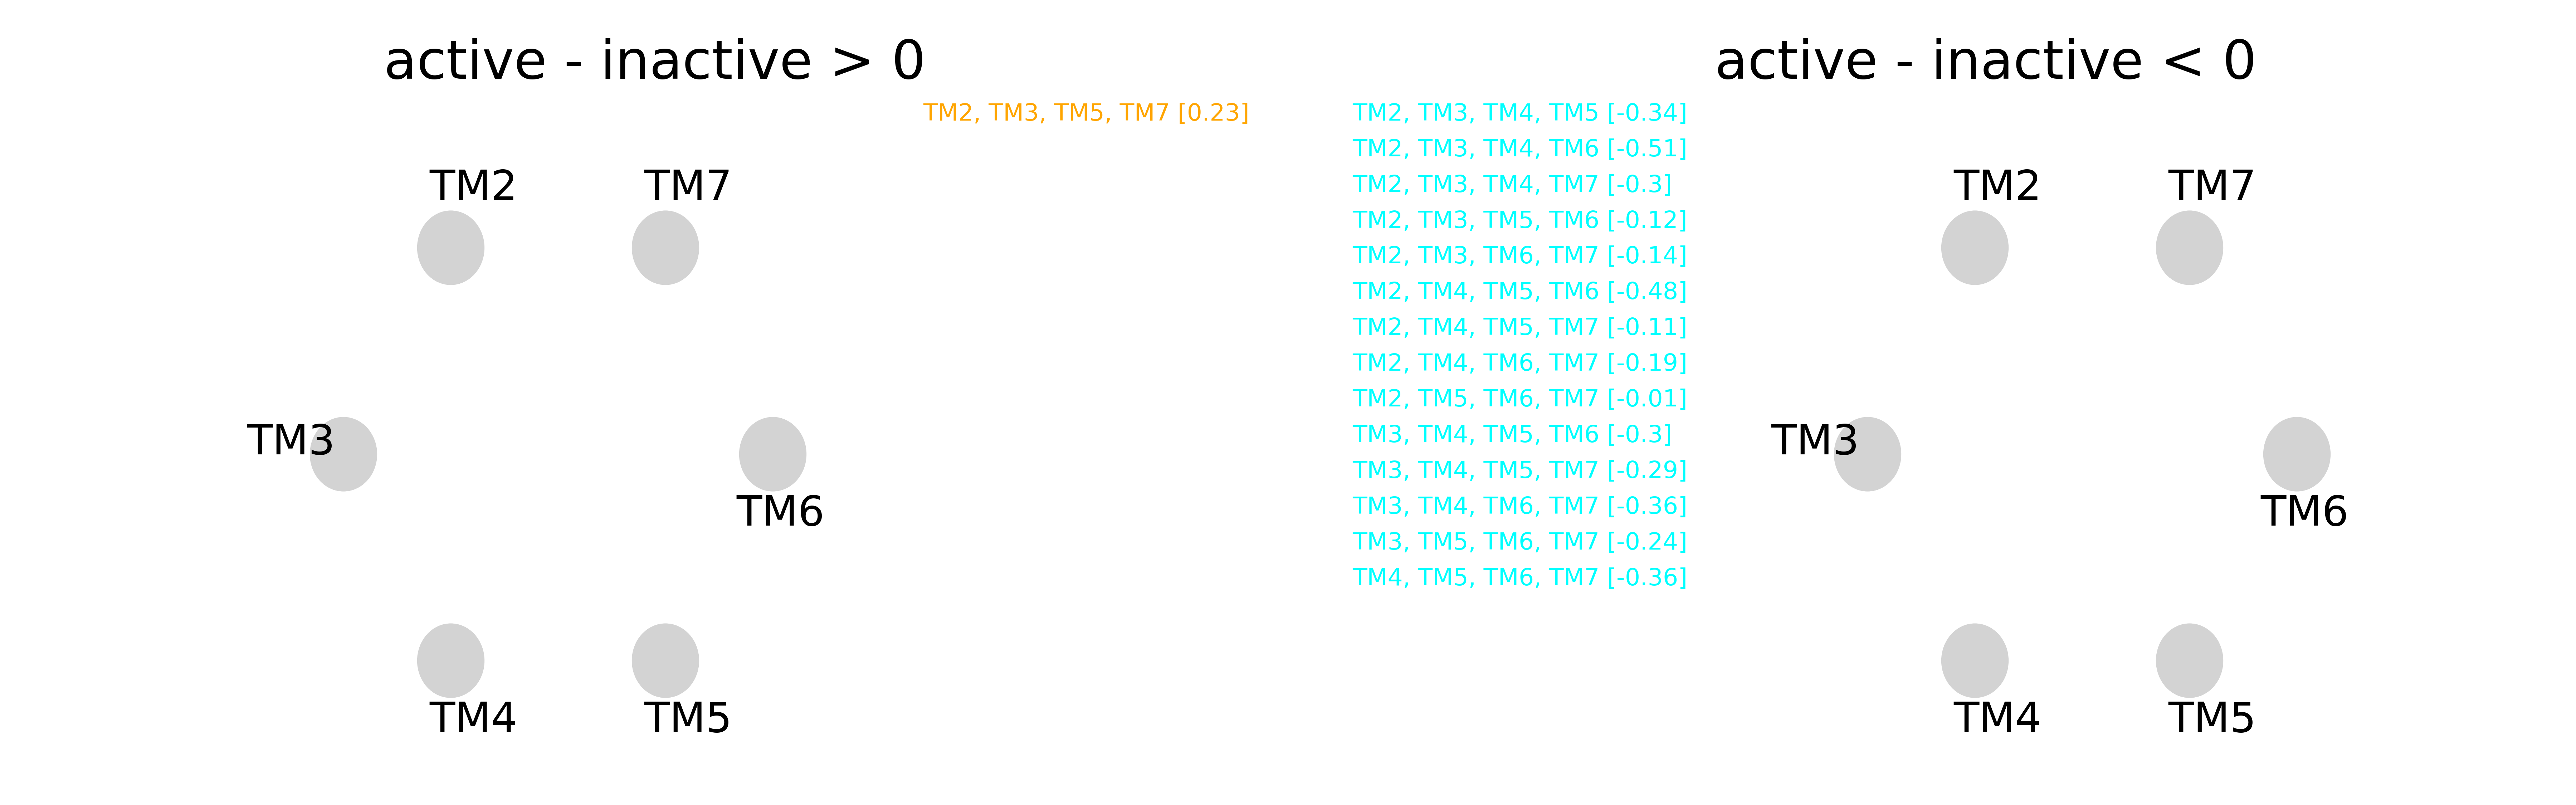 active - inactive > 0
TM2, TM3, TM5, TM7 [0.23]
TM2
TM7
TM3
TM6
TM4
TM5
active - inactive < 0
TM2, TM3, TM4, TM5 [-0.34]
TM2, TM3, TM4, TM6 [-0.51]
TM2, TM3, TM4, TM7 [-0.3]
TM2, TM3, TM5, TM6 [-0.12]
TM2, TM3, TM6, TM7 [-0.14]
TM2, TM4, TM5, TM6 [-0.48]
TM2, TM4, TM5, TM7 [-0.11]
TM2, TM4, TM6, TM7 [-0.19]
TM2, TM5, TM6, TM7 [-0.01]
TM3, TM4, TM5, TM6 [-0.3]
TM3, TM4, TM5, TM7 [-0.29]
TM3, TM4, TM6, TM7 [-0.36]
TM3, TM5, TM6, TM7 [-0.24]
TM4, TM5, TM6, TM7 [-0.36]
TM2
TM7
TM3
TM6
TM4
TM5